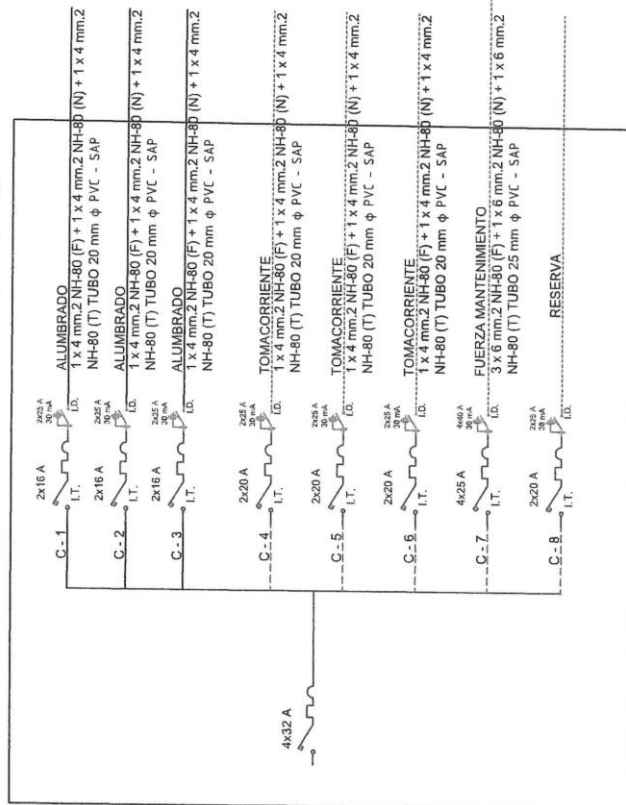 4x32 A
C - 1
2x16 A
I.T.
2x25 A
30 mA
I.D.
ALUMBRADO
1 x 4 mm.2 NH-80 (F) + 1 x 4 mm.2 NH-80 (N) + 1 x 4 mm.2
NH-80 (T) TUBO 20 mm ϕ PVC - SAP
C - 2
2x16 A
I.T.
2x25 A
30 mA
I.D.
ALUMBRADO
1 x 4 mm.2 NH-80 (F) + 1 x 4 mm.2 NH-80 (N) + 1 x 4 mm.2
NH-80 (T) TUBO 20 mm ϕ PVC - SAP
C - 3
2x16 A
I.T.
2x25 A
30 mA
I.D.
ALUMBRADO
1 x 4 mm.2 NH-80 (F) + 1 x 4 mm.2 NH-80 (N) + 1 x 4 mm.2
NH-80 (T) TUBO 20 mm ϕ PVC - SAP
C - 4
2x20 A
I.T.
2x25 A
30 mA
I.D.
TOMACORRIENTE
1 x 4 mm.2 NH-80 (F) + 1 x 4 mm.2 NH-80 (N) + 1 x 4 mm.2
NH-80 (T) TUBO 20 mm ϕ PVC - SAP
C - 5
2x20 A
I.T.
2x25 A
30 mA
I.D.
TOMACORRIENTE
1 x 4 mm.2 NH-80 (F) + 1 x 4 mm.2 NH-80 (N) + 1 x 4 mm.2
NH-80 (T) TUBO 20 mm ϕ PVC - SAP
C - 6
2x20 A
I.T.
2x25 A
30 mA
I.D.
TOMACORRIENTE
1 x 4 mm.2 NH-80 (F) + 1 x 4 mm.2 NH-80 (N) + 1 x 4 mm.2
NH-80 (T) TUBO 20 mm ϕ PVC - SAP
C - 7
4x25 A
I.T.
4x40 A
30 mA
I.D.
FUERZA MANTENIMIENTO
3 x 6 mm.2 NH-80 (F) + 1 x 6 mm.2 NH-80 (N) + 1 x 6 mm.2
NH-80 (T) TUBO 25 mm ϕ PVC - SAP
C - 8
2x20 A
I.T.
2x25 A
30 mA
I.D.
RESERVA